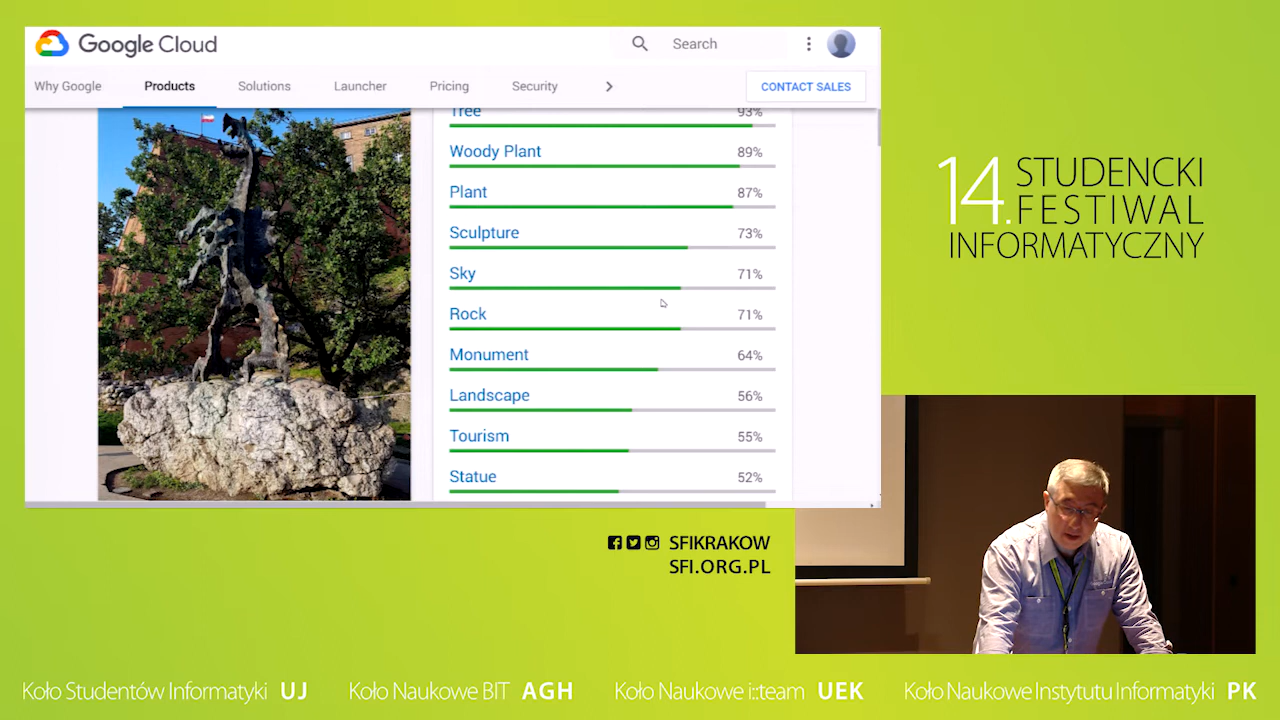 Google Cloud
Search
Why Google
Products
Solutions
Launcher
Pricing
Security
CONTACT SALES
Tree 93%
Woody Plant 89%
Plant 87%
Sculpture 73%
Sky 71%
Rock 71%
Monument 64%
Landscape 56%
Tourism 55%
Statue 52%
14. STUDENCKI
FESTIWAL
INFORMATYCZNY
SFIKRAKOW
SFI.ORG.PL
Koło Studentów Informatyki UJ
Koło Naukowe BIT AGH
Koło Naukowe i::team UEK
Koło Naukowe Instytutu Informatyki PK